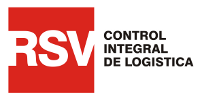 RSV
CONTROL
INTEGRAL
DE LOGISTICA